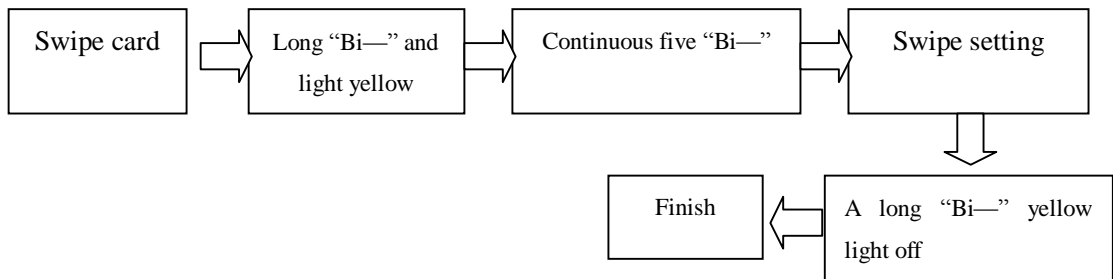 Swipe card
Long “Bi—” and
light yellow
Continuous five “Bi—”
Swipe setting
Finish
A long “Bi—” yellow
light off